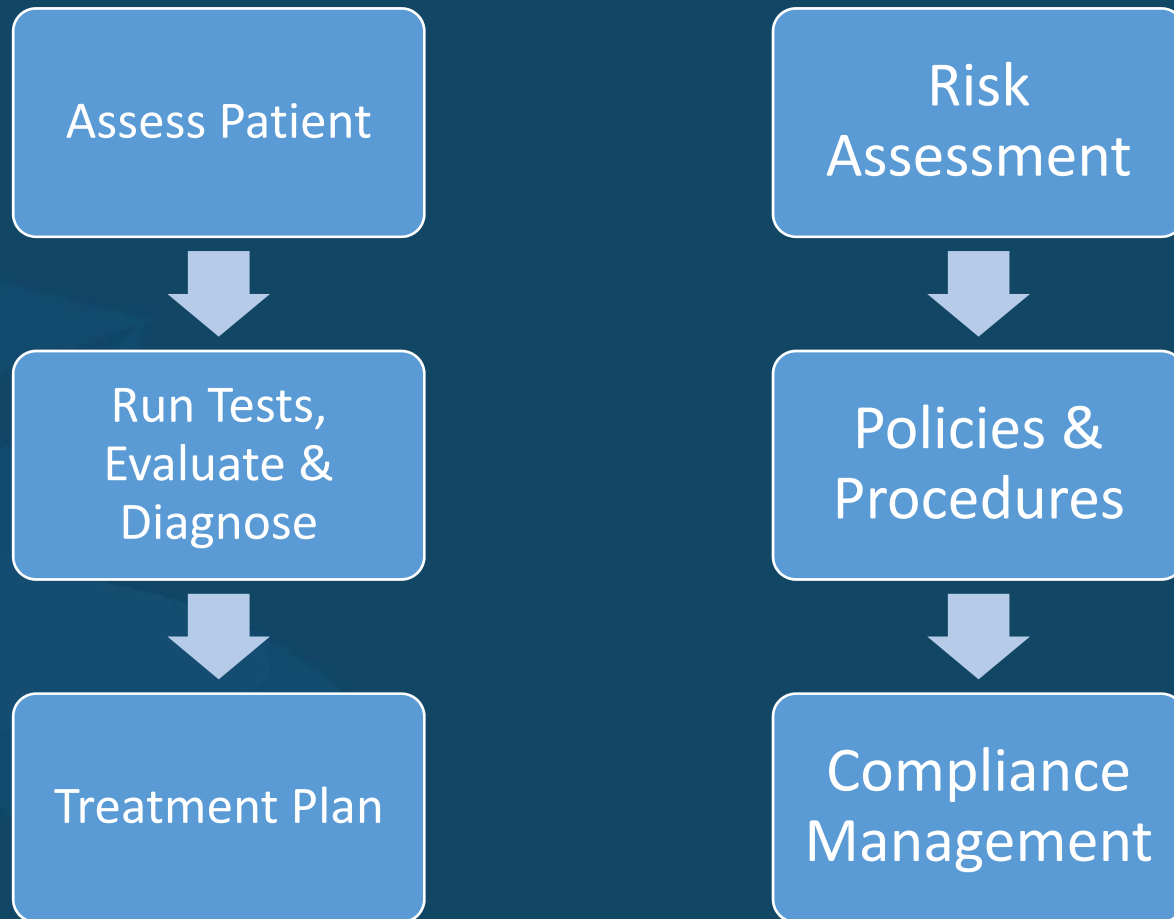 Assess Patient
Run Tests,
Evaluate &
Diagnose
Treatment Plan
Risk
Assessment
Policies &
Procedures
Compliance
Management